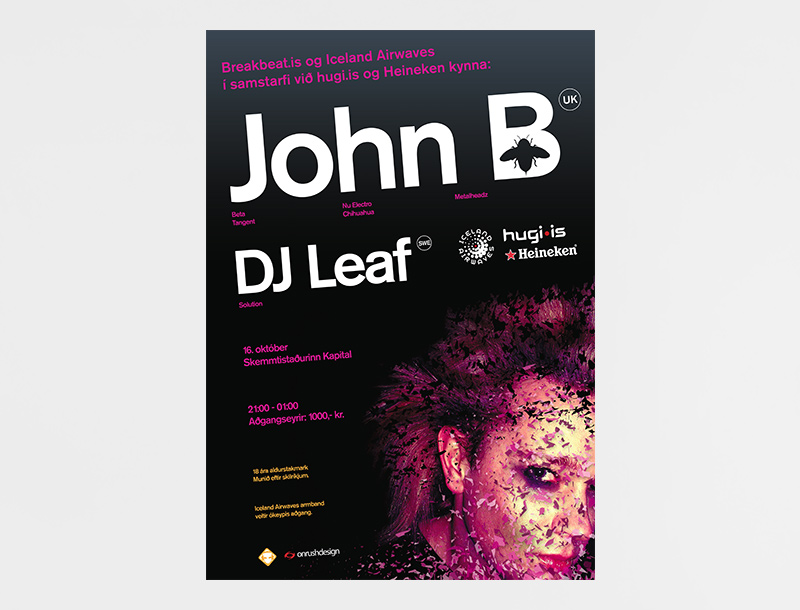 Breakbeat.is og Iceland Airwaves
í samstarfi við hugi.is og Heineken kynna:
John B
UK
Beta
Tangent
Nu Electro
Chihuahua
Metalheadz
DJ Leaf
SWE
Solution
ICELAND
AIRWAVES
hugi•is
Heineken
16. október
Skemmtistaðurinn Kapital
21:00 - 01:00
Aðgangseyrir: 1000,- kr.
18 ára aldurstakmark
Munið eftir skilríkjum.
Iceland Airwaves armband
veitir ókeypis aðgang.
onrushdesign